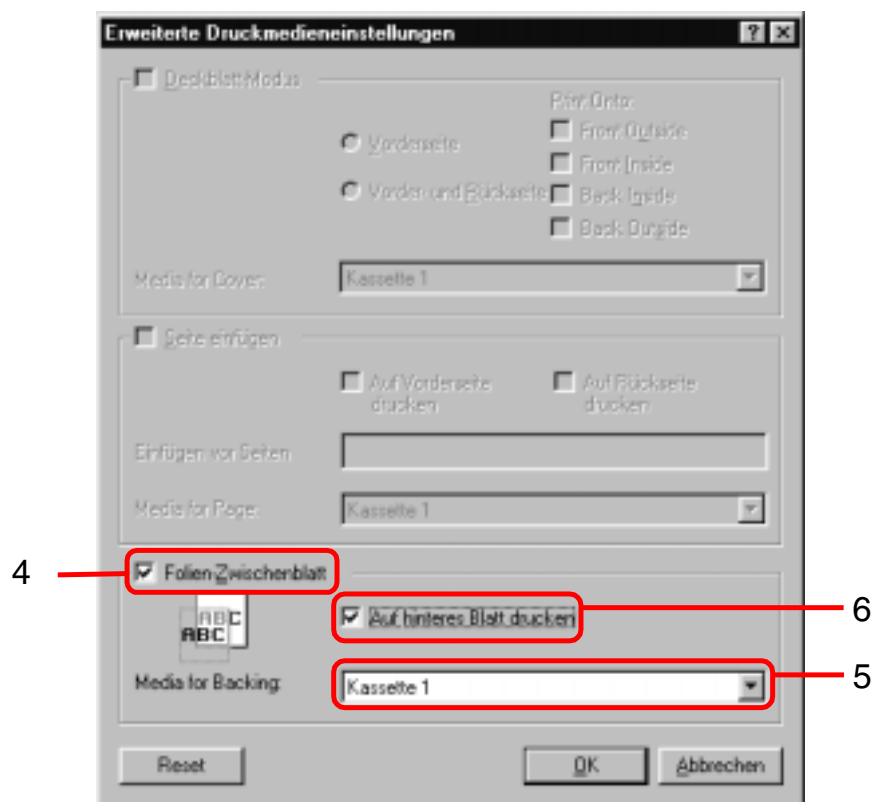 Erweiterte Druckmedieneinstellungen
Deckblatt-Modus
Print Onto:
Vorderseite
Front Outside
Front Inside
Vorder- und Rückseite
Back Inside
Back Outside
Media for Cover:
Kassette 1
Seite einfügen
Auf Vorderseite drucken
Auf Rückseite drucken
Einfügen vor Seiten
Media for Page:
Kassette 1
4
Folien-Zwischenblatt
ABC
ABC
Auf hinteres Blatt drucken
6
Media for Backing:
Kassette 1
5
Reset
OK
Abbrechen